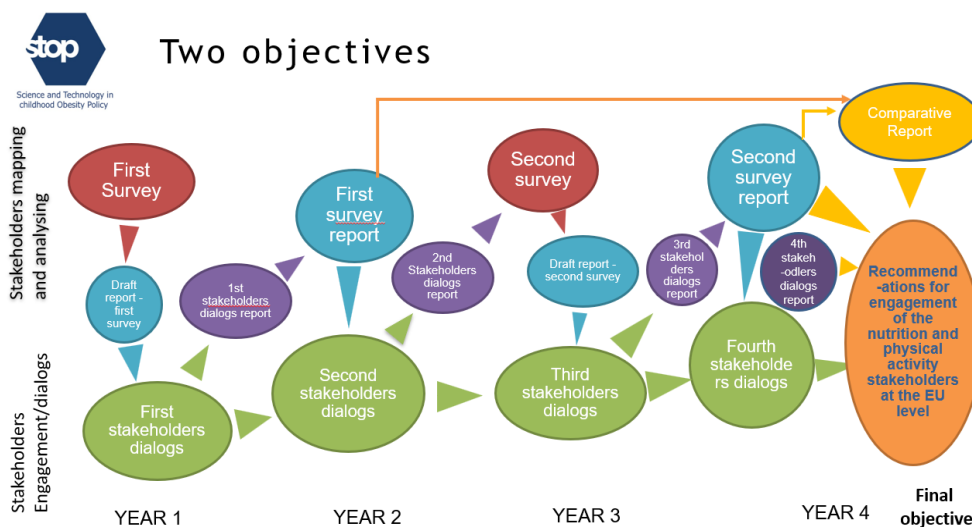 stop
Science and Technology in
childhood Obesity Policy
Two objectives
Stakeholders mapping
and analysing
Stakeholders
Engagement/dialogs
First
Survey
Draft report -
first
survey
First
stakeholders
dialogs
1st
stakeholders
dialogs report
First
survey
report
Second
stakeholders
dialogs
2nd
Stakeholders
dialogs
report
Second
survey
Draft report -
second
survey
Third
stakeholders
dialogs
3rd
stakehol
ders
dialogs
report
Second
survey
report
4th
stakeh
-odlers
dialogs
report
Fourth
stakeholde
rs dialogs
Comparative
Report
Recommend
-ations for
engagement
of the
nutrition and
physical
activity
stakeholders
at the EU
level
YEAR 1
YEAR 2
YEAR 3
YEAR 4
Final
objective